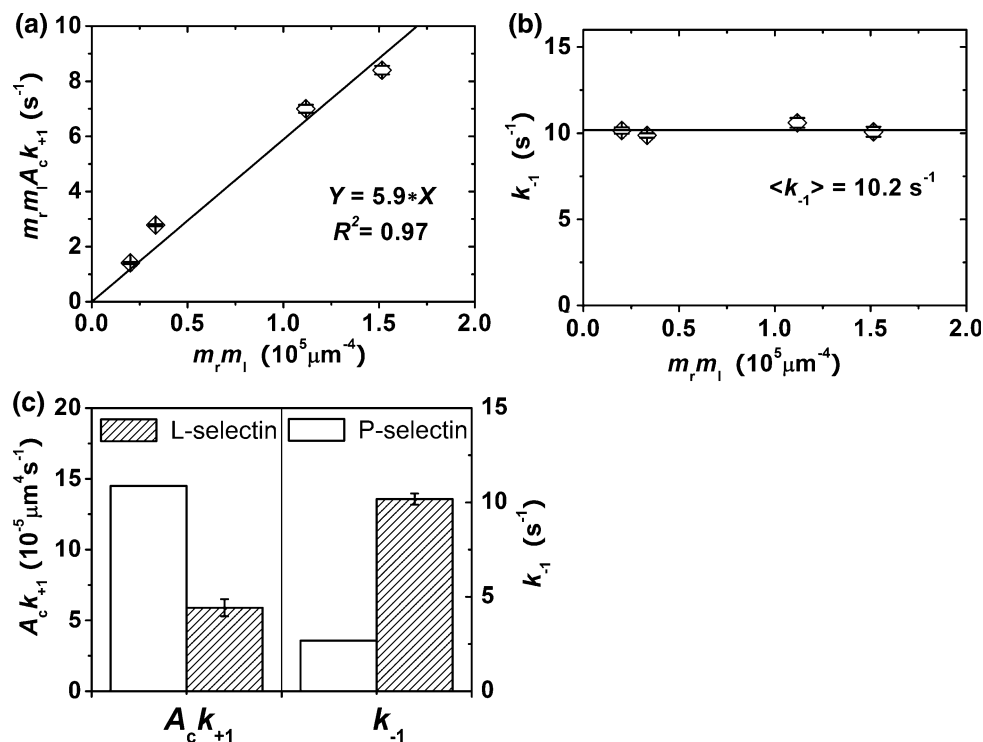 (a)
10
8
6
4
2
0
m_r m_l A_c k_{+1} (s^{-1})
Y = 5.9*X
R^2= 0.97
0.0 0.5 1.0 1.5 2.0
m_r m_l (10^5 μm^{-4})
(b)
15
10
5
0
k_{-1} (s^{-1})
<k_{-1}> = 10.2 s^{-1}
0.0 0.5 1.0 1.5 2.0
m_r m_l (10^5 μm^{-4})
(c)
20
15
10
5
0
A_c k_{+1} (10^{-5} μm^4 s^{-1})
L-selectin
P-selectin
15
10
5
0
k_{-1} (s^{-1})
A_c k_{+1}
k_{-1}